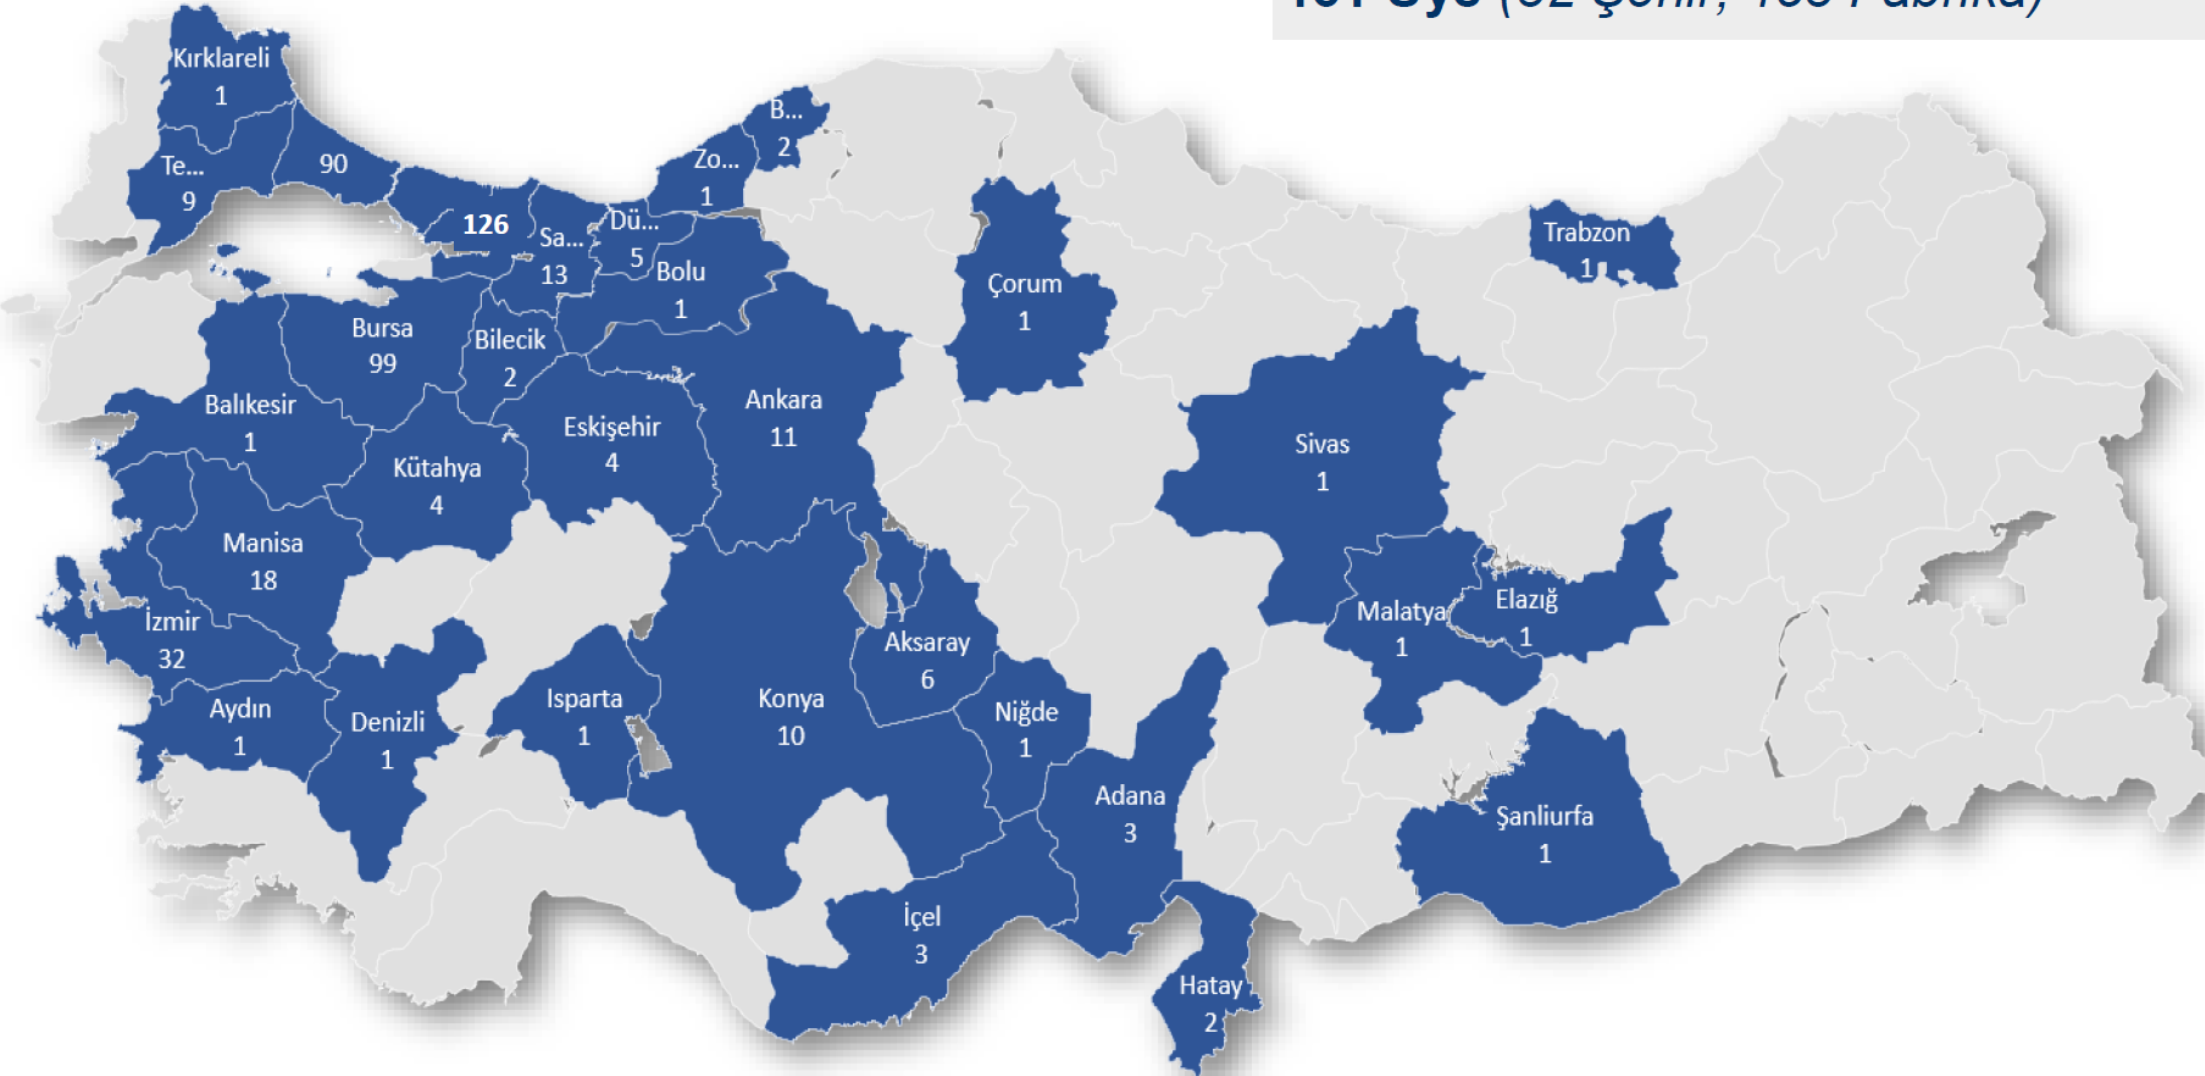 Kırklareli
1
Te...
9
90
126
Sa...
13
Dü...
5
Zo...
1
B...
2
Bolu
1
Bursa
99
Bilecik
2
Balıkesir
1
Kütahya
4
Eskişehir
4
Ankara
11
Çorum
1
Trabzon
1
Sivas
1
Manisa
18
İzmir
32
Aydın
1
Denizli
1
Isparta
1
Konya
10
Aksaray
6
Niğde
1
Adana
3
İçel
3
Hatay
2
Malatya
1
Elazığ
1
Şanliurfa
1